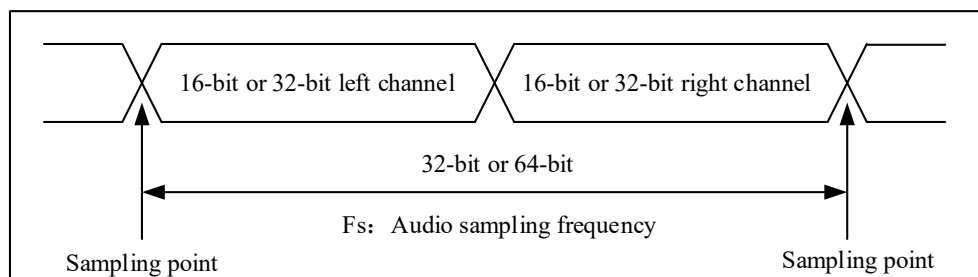 16-bit or 32-bit left channel
16-bit or 32-bit right channel
32-bit or 64-bit
Fs：Audio sampling frequency
Sampling point
Sampling point